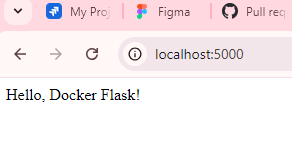 My Proj
Figma
Pull req
localhost:5000
Hello, Docker Flask!